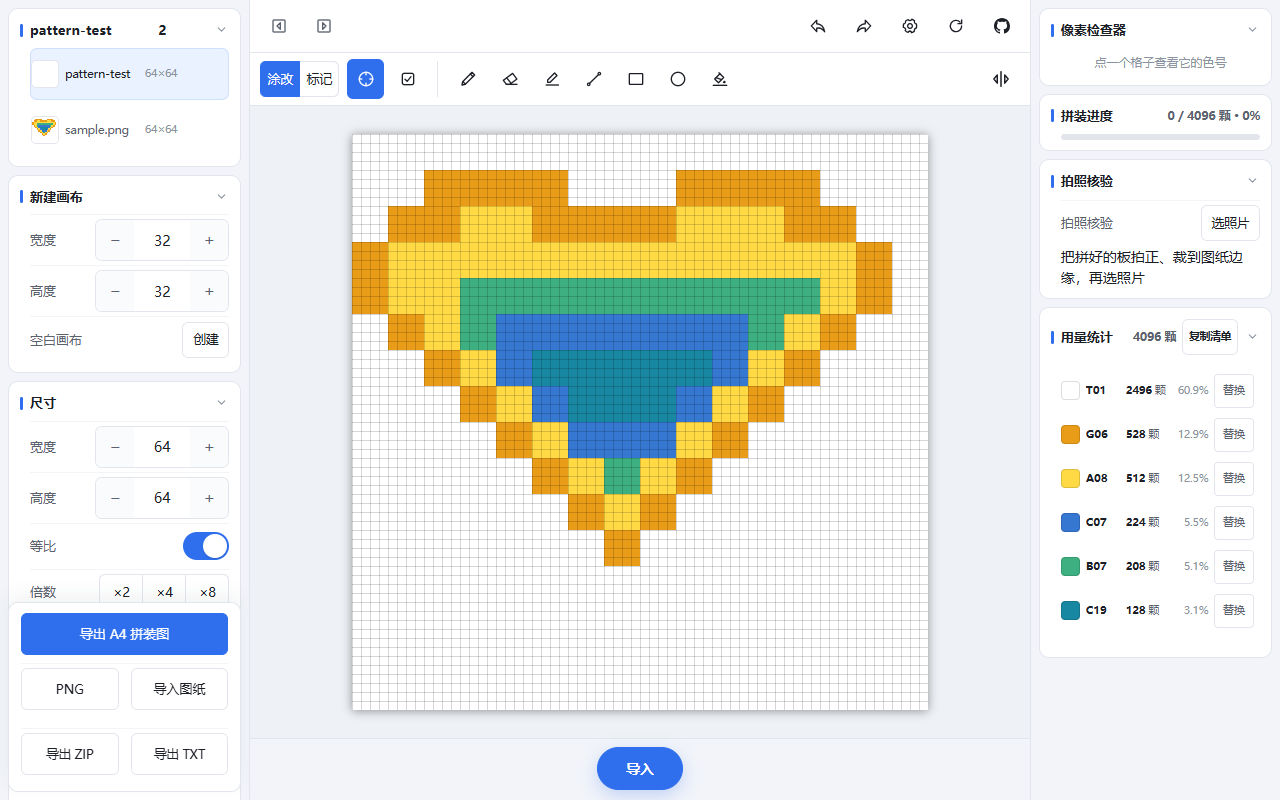 pattern-test 2
pattern-test 64×64
sample.png 64×64
新建画布
宽度 − 32 +
高度 − 32 +
空白画布 创建
尺寸
宽度 − 64 +
高度 − 64 +
等比
倍数 ×2 ×4 ×8
导出 A4 拼装图
PNG 导入图纸
导出 ZIP 导出 TXT
涂改 标记
导入
像素检查器
点一个格子查看它的色号
拼装进度 0 / 4096 颗 • 0%
拍照核验
拍照核验 选照片
把拼好的板拍正、裁到图纸边
缘，再选照片
用量统计 4096 颗 复制清单
T01 2496 颗 60.9% 替换
G06 528 颗 12.9% 替换
A08 512 颗 12.5% 替换
C07 224 颗 5.5% 替换
B07 208 颗 5.1% 替换
C19 128 颗 3.1% 替换